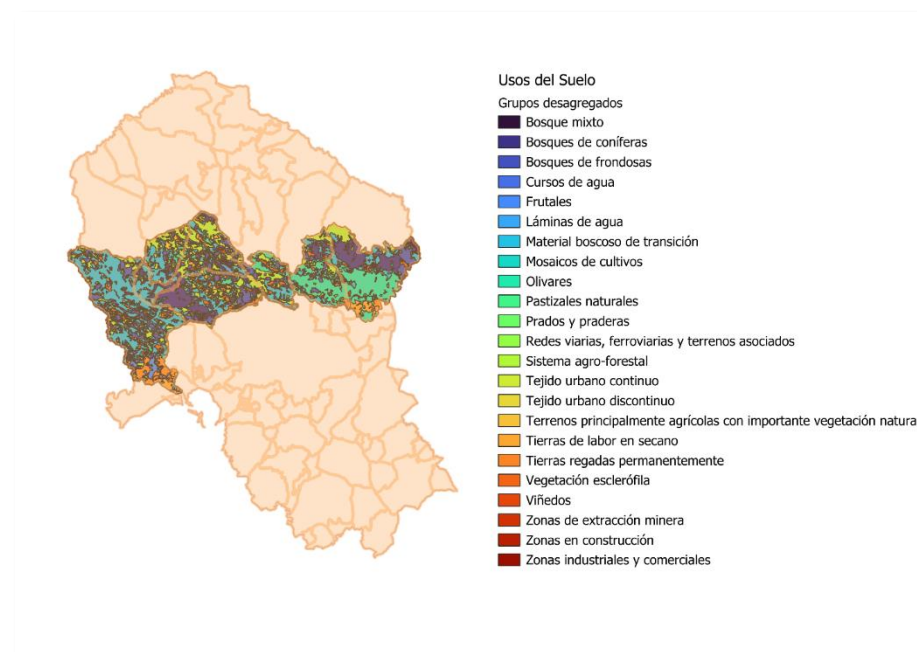 Usos del Suelo
Grupos desagregados
Bosque mixto
Bosques de coníferas
Bosques de frondosas
Cursos de agua
Frutales
Láminas de agua
Material boscoso de transición
Mosaicos de cultivos
Olivares
Pastizales naturales
Prados y praderas
Redes viarias, ferroviarias y terrenos asociados
Sistema agro-forestal
Tejido urbano continuo
Tejido urbano discontinuo
Terrenos principalmente agrícolas con importante vegetación natura
Tierras de labor en secano
Tierras regadas permanentemente
Vegetación esclerófila
Viñedos
Zonas de extracción minera
Zonas en construcción
Zonas industriales y comerciales